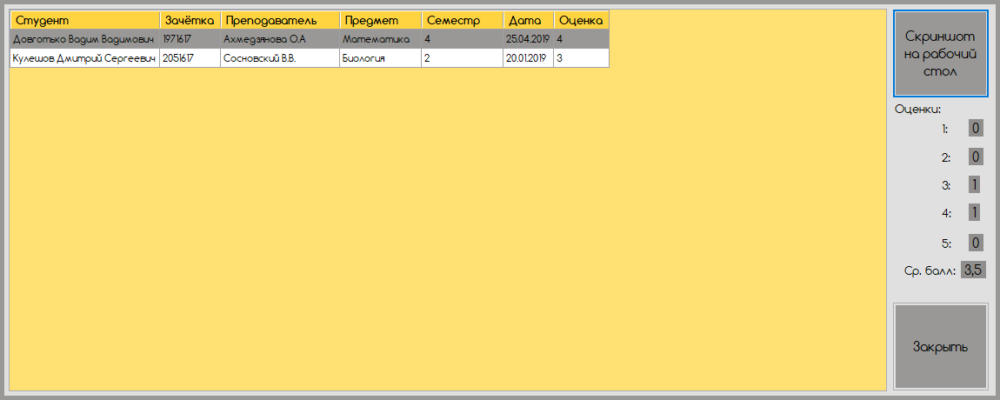 Студент Зачётка Преподаватель Предмет Семестр Дата Оценка
Довготько Вадим Вадимович 1971617 Ахмедзянова О.А Математика 4 25.04.2019 4
Кулешов Дмитрий Сергеевич 2051617 Сосновский В.В. Биология 2 20.01.2019 3
Скриншот
на рабочий
стол
Оценки:
1: 0
2: 0
3: 1
4: 1
5: 0
Ср. балл: 3,5
Закрыть